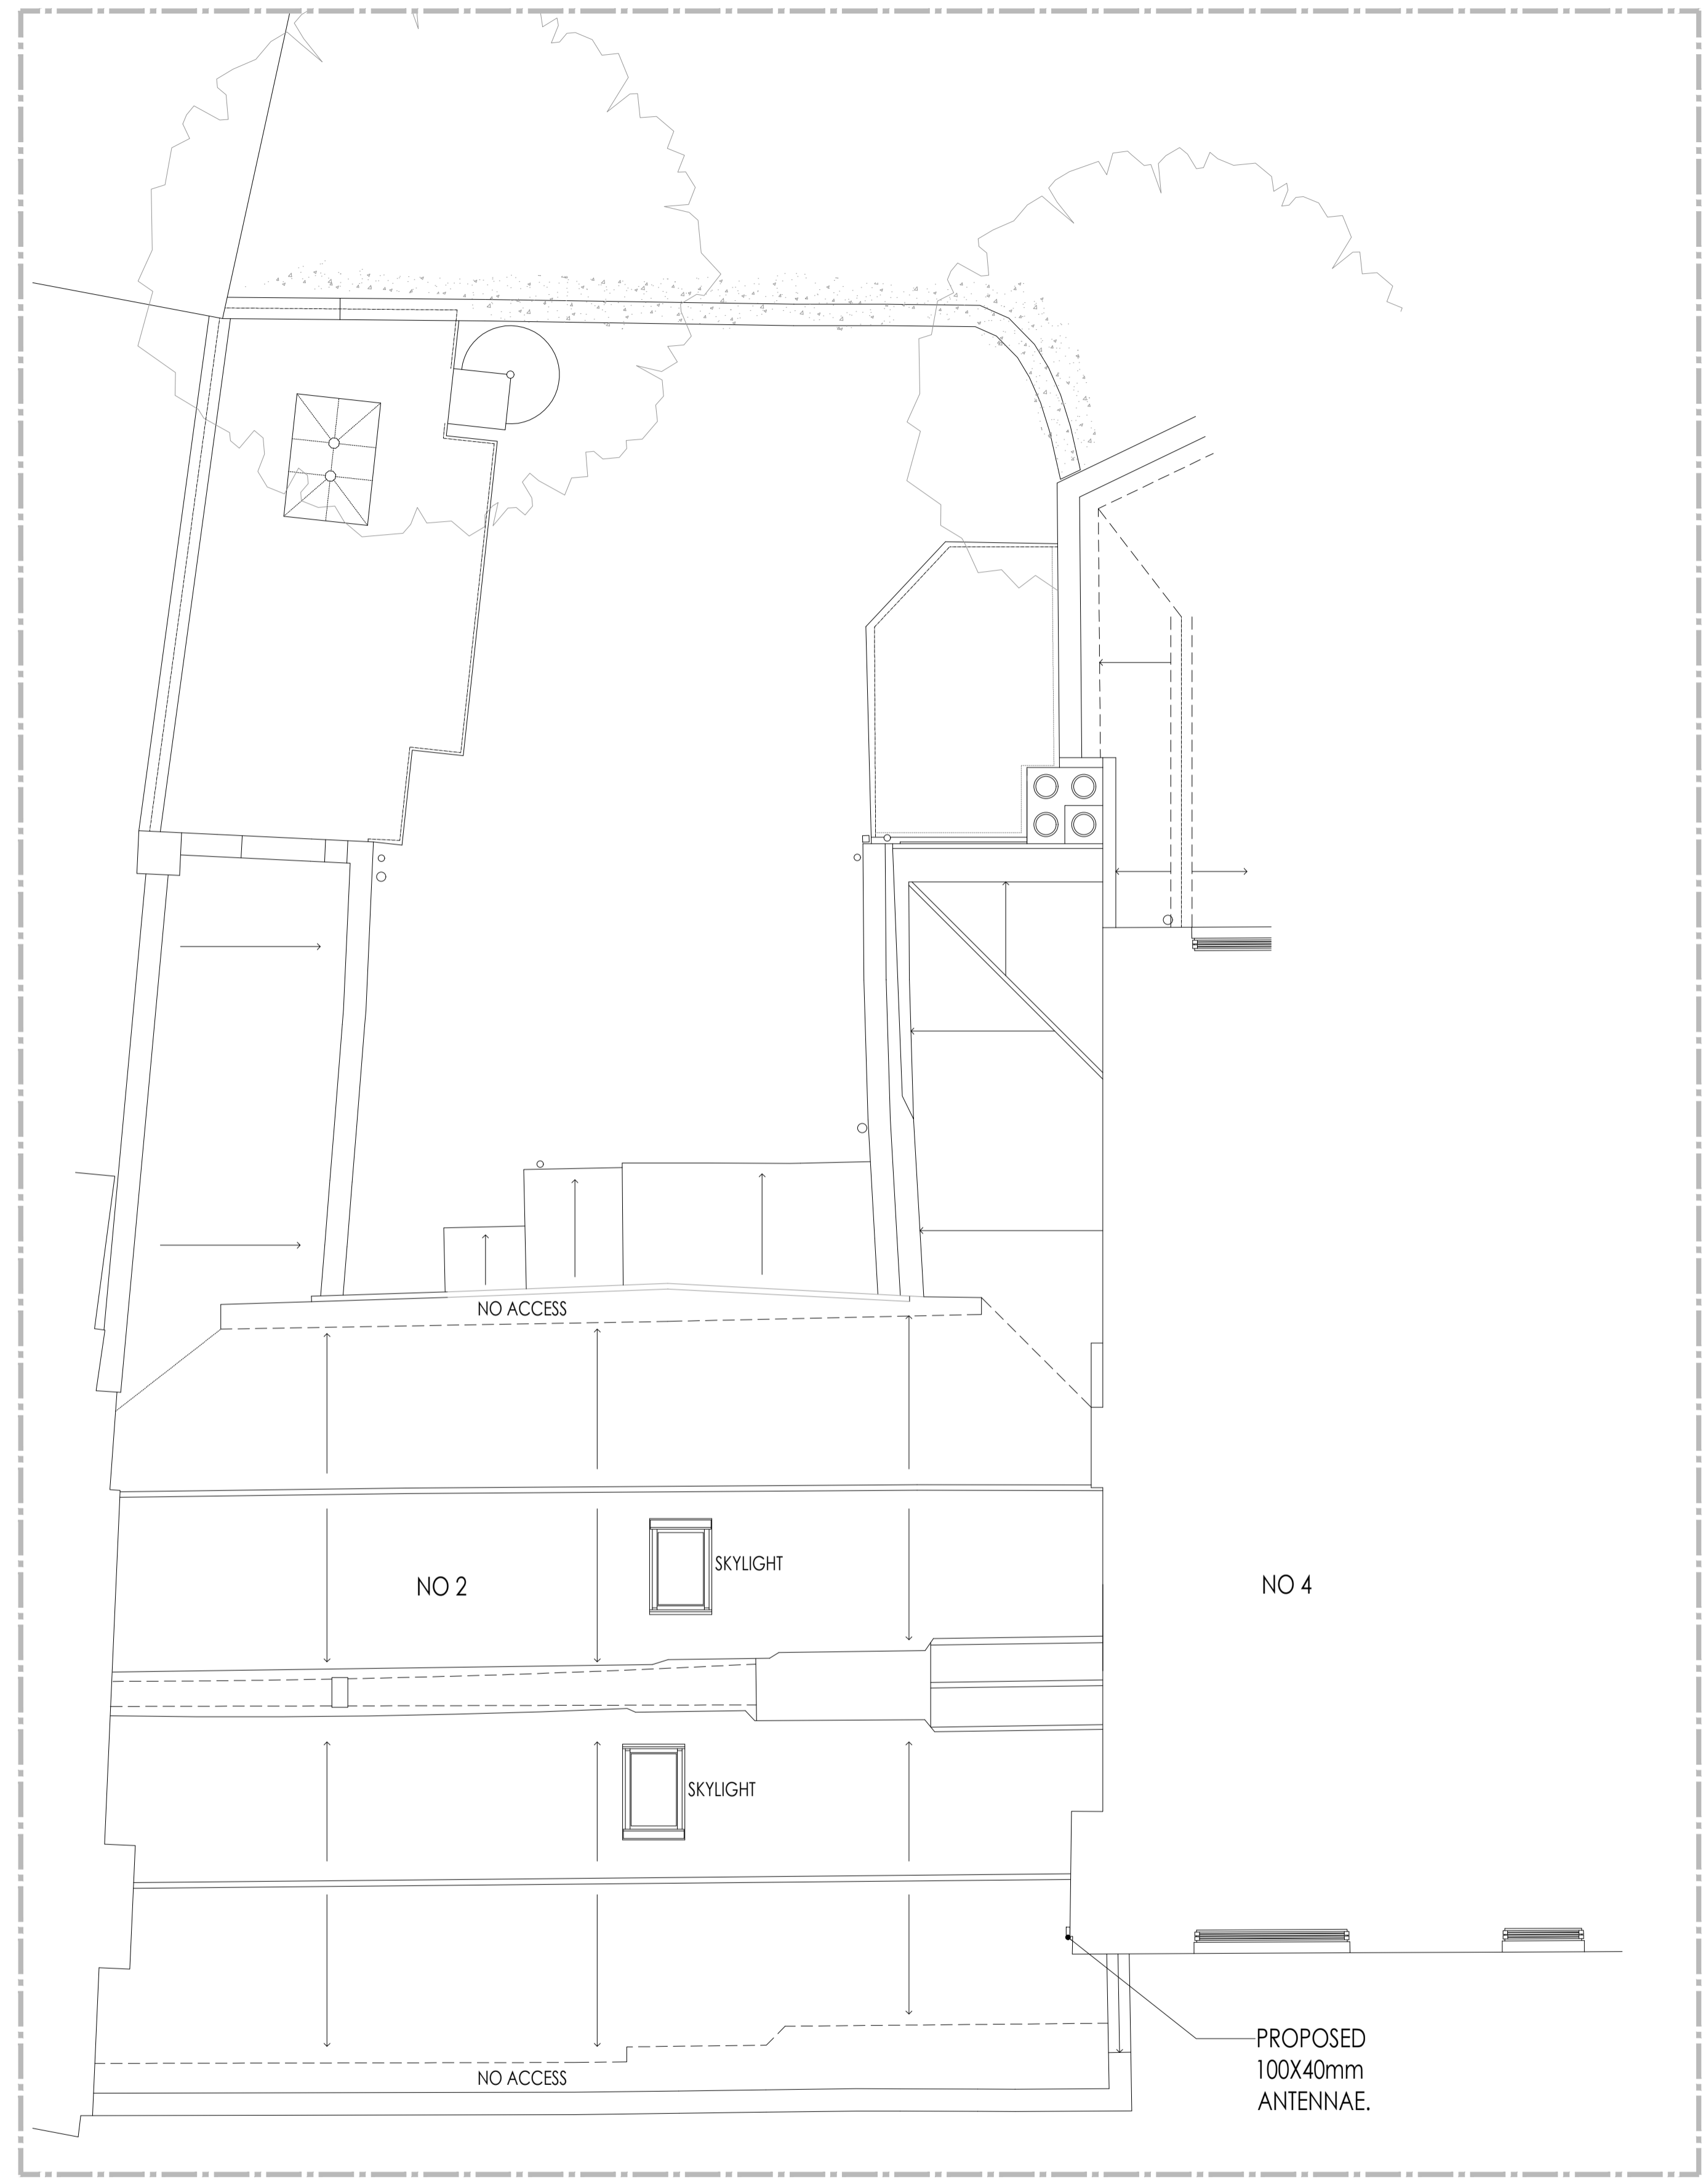 NO ACCESS
SKYLIGHT
NO 2
NO 4
SKYLIGHT
PROPOSED
100X40mm
ANTENNAE.
NO ACCESS